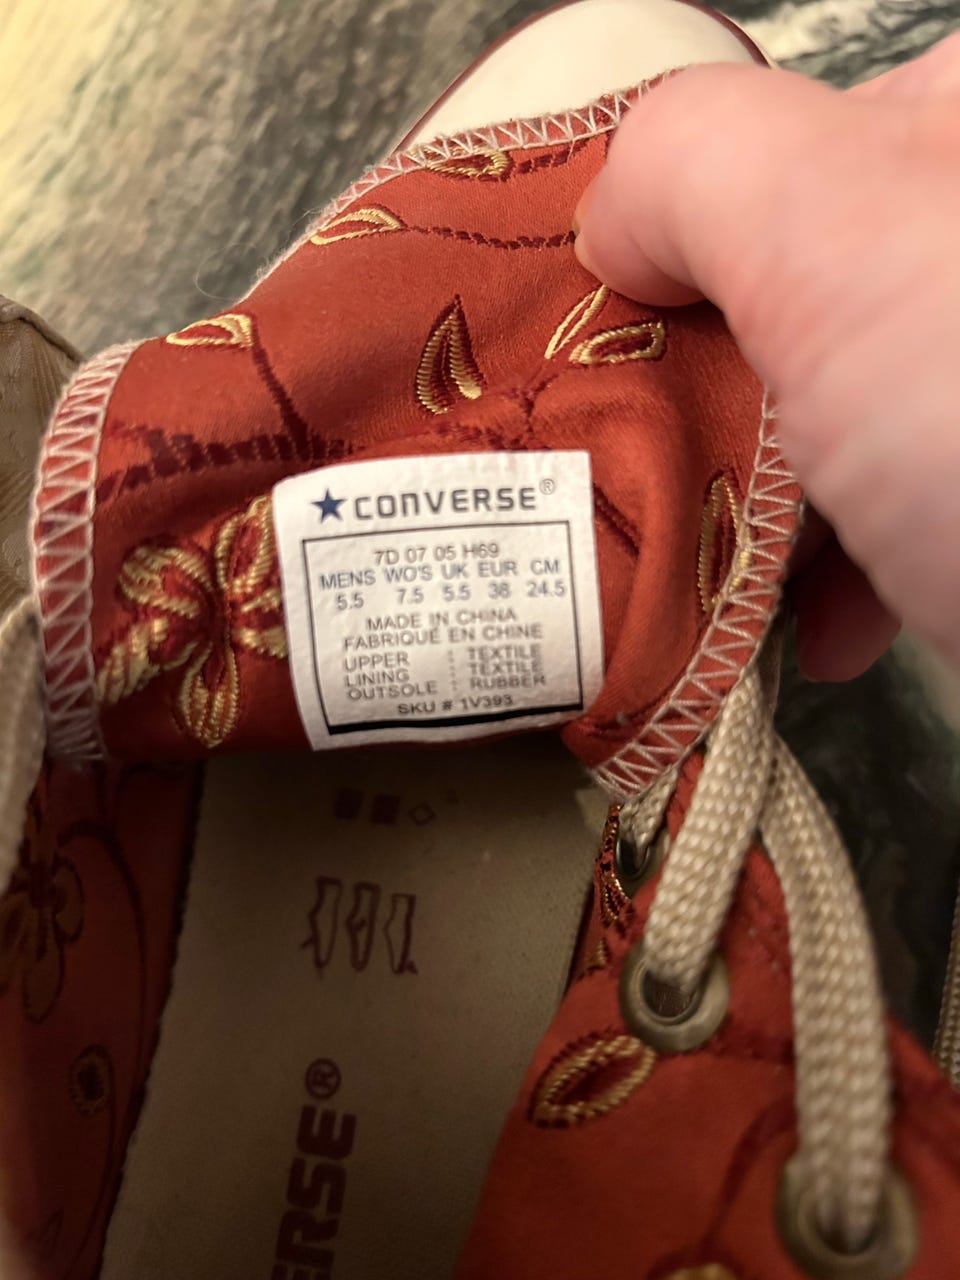 ★CONVERSE®
7D 07 05 H69
MENS WO'S UK EUR CM
5.5 7.5 5.5 38 24.5
MADE IN CHINA
FABRIQUÉ EN CHINE
UPPER : TEXTILE
LINING : TEXTILE
OUTSOLE : RUBBER
SKU # 1V393
ERSE®